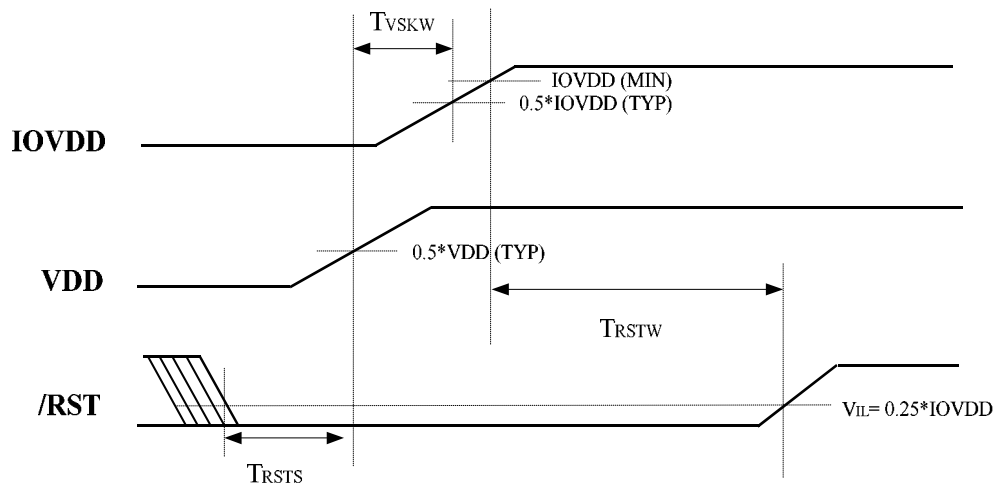 TVSKW
IOVDD (MIN)
0.5*IOVDD (TYP)
IOVDD
0.5*VDD (TYP)
VDD
TRSTW
/RST
VIL= 0.25*IOVDD
TRSTS